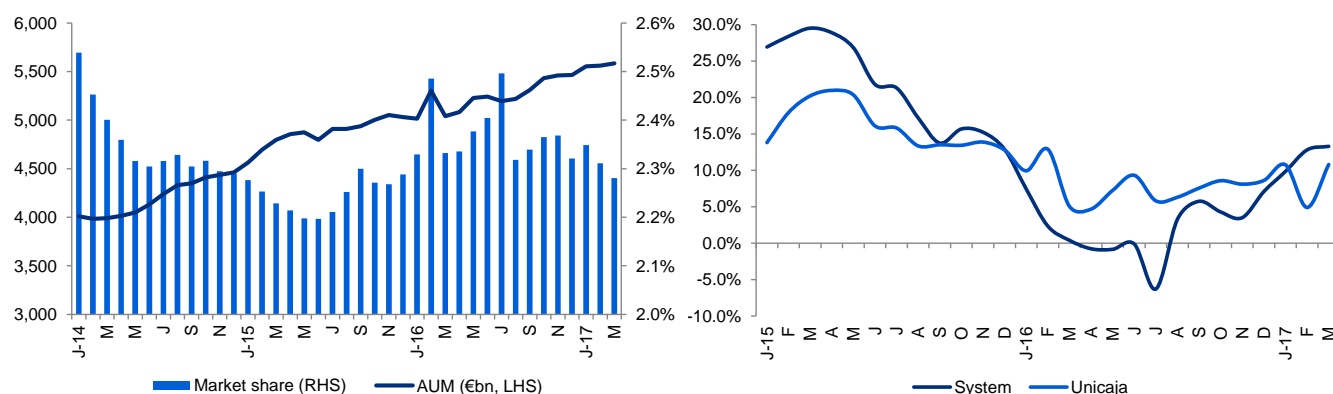 6,000
5,500
5,000
4,500
4,000
3,500
3,000
2.6%
2.5%
2.4%
2.3%
2.2%
2.1%
2.0%
J-14
M
M
J
S
N
J-15
M
M
J
S
N
J-16
M
M
J
S
N
J-17
M
Market share (RHS)
AUM (€bn, LHS)
30.0%
25.0%
20.0%
15.0%
10.0%
5.0%
0.0%
-5.0%
-10.0%
J-15
F
M
A
M
J
J
A
S
O
N
D
J-16
F
M
A
M
J
J
A
S
O
N
D
J-17
F
M
System
Unicaja